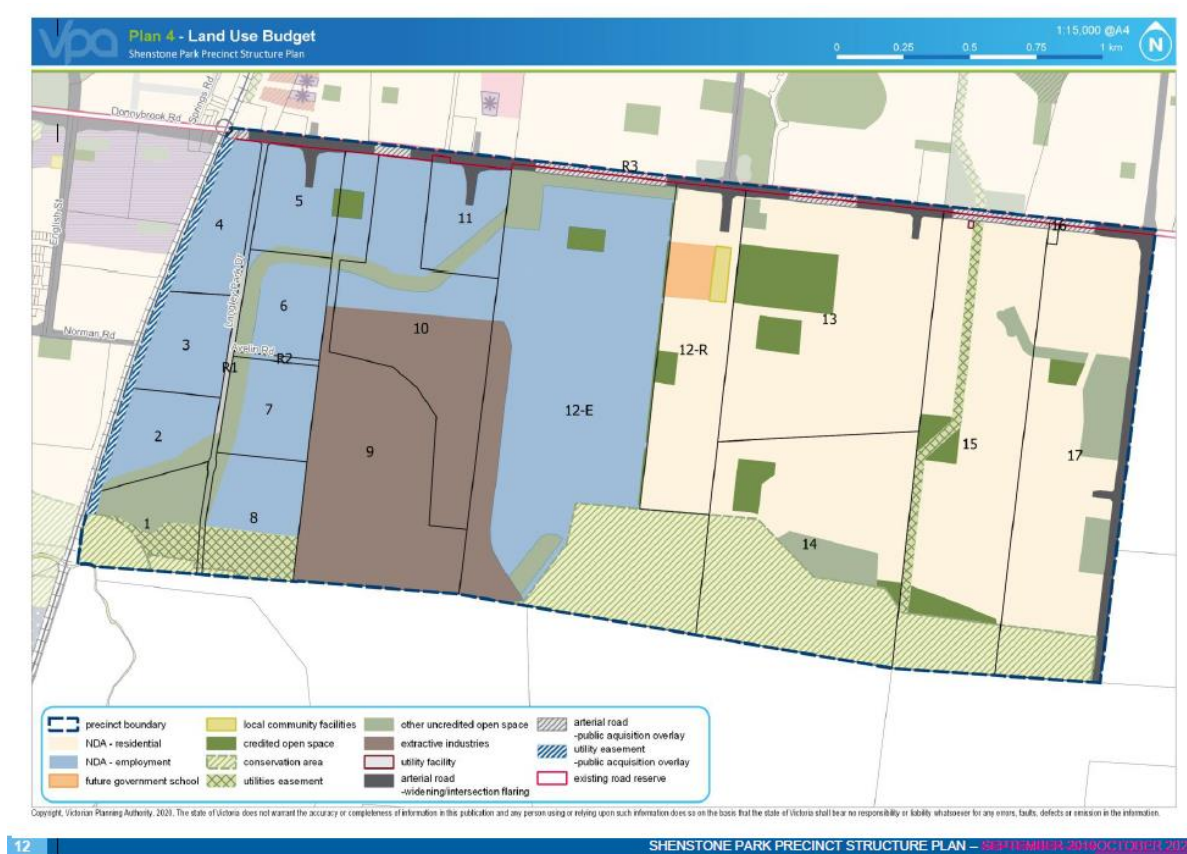 vpa
Plan 4 - Land Use Budget
Shenstone Park Precinct Structure Plan
1:15,000 @A4
0 0.25 0.5 0.75 1 km
N
Donnybrook Rd
Springs Rd
English St
Norman Rd
Langley Park Dr
Avelin Rd
R1
R2
R3
1
2
3
4
5
6
7
8
9
10
11
12-E
12-R
13
14
15
16
17
precinct boundary
NDA - residential
NDA - employment
future government school
local community facilities
credited open space
conservation area
utilities easement
other uncredited open space
extractive industries
utility facility
arterial road
-widening/intersection flaring
arterial road
-public aquisition overlay
utility easement
-public aquisition overlay
existing road reserve
Copyright, Victorian Planning Authority, 2020. The state of Victoria does not warrant the accuracy or completeness of information in this publication and any person using or relying upon such information does so on the basis that the state of Victoria shall bear no responsibility or liability whatsoever for any errors, faults, defects or omission in the information.
12
SHENSTONE PARK PRECINCT STRUCTURE PLAN – SEPTEMBER 2019OCTOBER 202